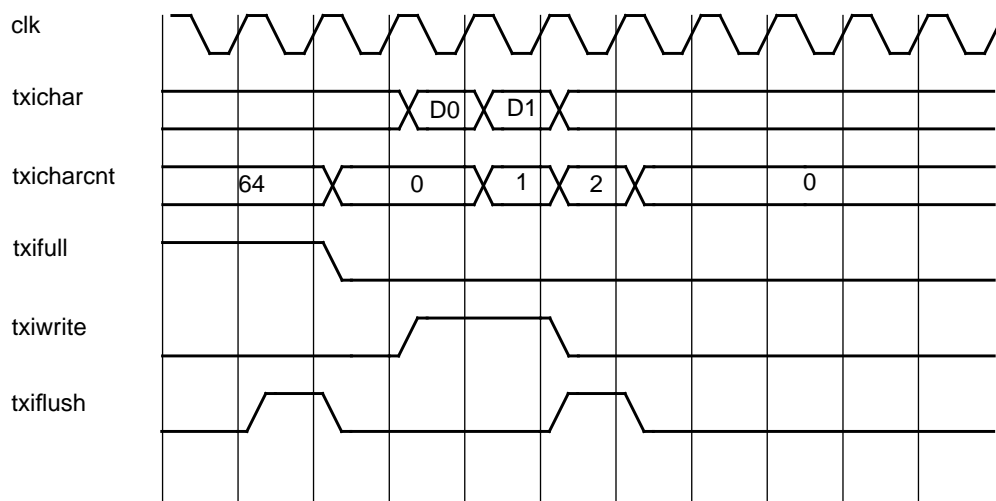 clk
txichar
D0 D1
txicharcnt
64 0 1 2 0
txifull
txiwrite
txiflush